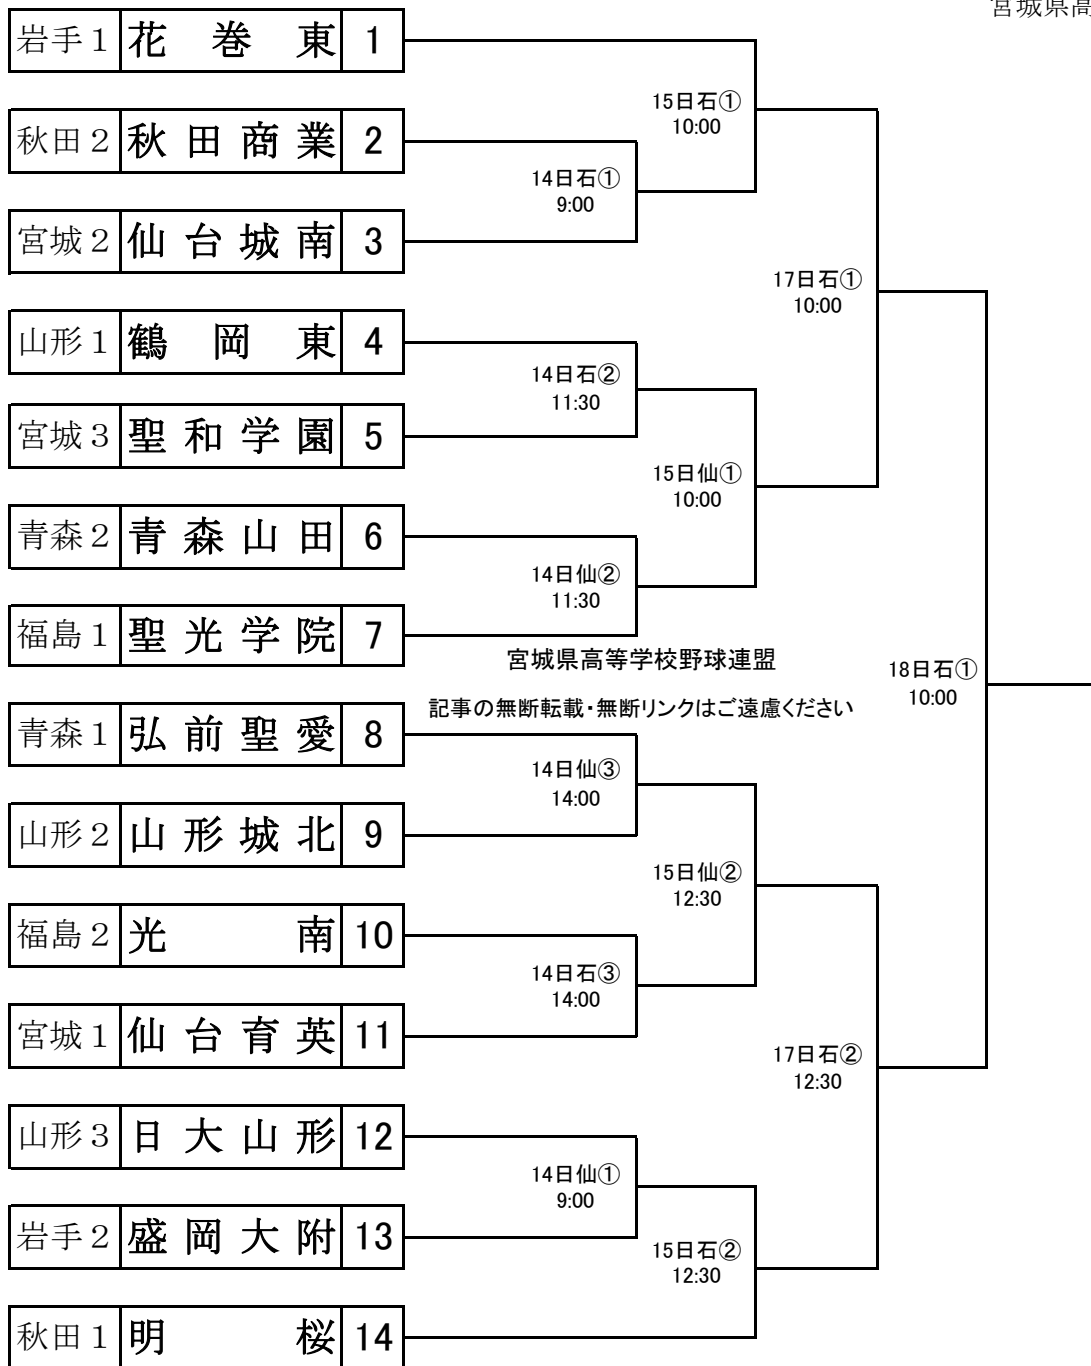 宮城県高
岩手１ 花巻東 1
15日石①
10:00
秋田２ 秋田商業 2
14日石①
9:00
宮城２ 仙台城南 3
17日石①
10:00
山形１ 鶴岡東 4
14日石②
11:30
宮城３ 聖和学園 5
15日仙①
10:00
青森２ 青森山田 6
14日仙②
11:30
福島１ 聖光学院 7
宮城県高等学校野球連盟
18日石①
10:00
記事の無断転載・無断リンクはご遠慮ください
青森１ 弘前聖愛 8
14日仙③
14:00
山形２ 山形城北 9
15日仙②
12:30
福島２ 光南 10
14日石③
14:00
宮城１ 仙台育英 11
17日石②
12:30
山形３ 日大山形 12
14日仙①
9:00
岩手２ 盛岡大附 13
15日石②
12:30
秋田１ 明桜 14